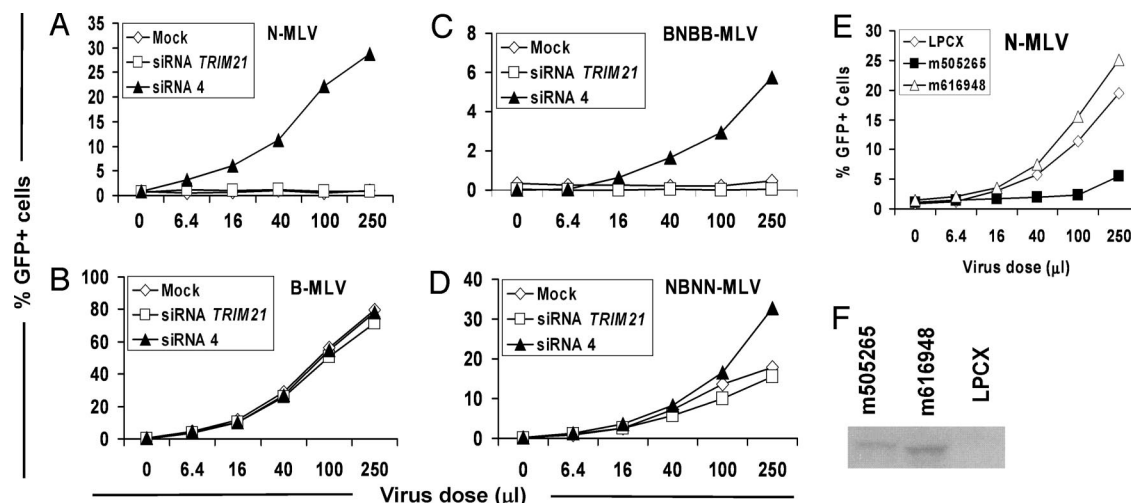 % GFP+ cells
A
N-MLV
Mock
siRNA TRIM21
siRNA 4
35
30
25
20
15
10
5
0
0 6.4 16 40 100 250
B
B-MLV
Mock
siRNA TRIM21
siRNA 4
100
80
60
40
20
0
0 6.4 16 40 100 250
C
BNBB-MLV
Mock
siRNA TRIM21
siRNA 4
8
6
4
2
0
0 6.4 16 40 100 250
D
NBNN-MLV
Mock
siRNA TRIM21
siRNA 4
40
30
20
10
0
0 6.4 16 40 100 250
Virus dose (µl)
E
N-MLV
LPCX
m505265
m616948
% GFP+ Cells
30
25
20
15
10
5
0
0 6.4 16 40 100 250
Virus dose (µl)
F
m505265
m616948
LPCX